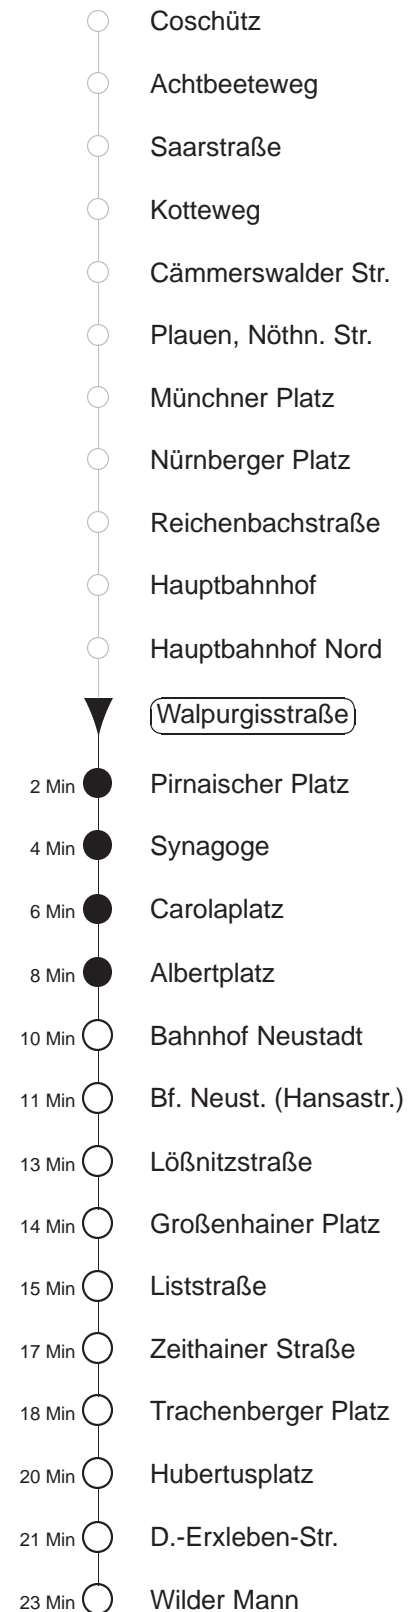 Coschütz
Achtbeeteweg
Saarstraße
Kotteweg
Cämmerswalder Str.
Plauen, Nöthn. Str.
Münchner Platz
Nürnberger Platz
Reichenbachstraße
Hauptbahnhof
Hauptbahnhof Nord
Walpurgisstraße
2 Min Pirnaischer Platz
4 Min Synagoge
6 Min Carolaplatz
8 Min Albertplatz
10 Min Bahnhof Neustadt
11 Min Bf. Neust. (Hansastr.)
13 Min Lößnitzstraße
14 Min Großenhainer Platz
15 Min Liststraße
17 Min Zeithainer Straße
18 Min Trachenberger Platz
20 Min Hubertusplatz
21 Min D.-Erxleben-Str.
23 Min Wilder Mann